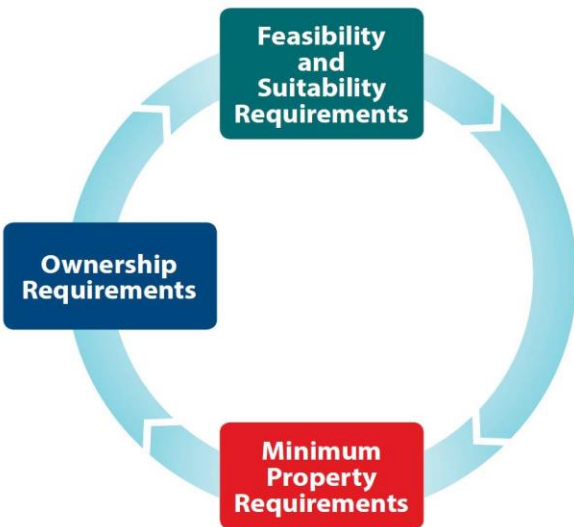 Feasibility
and
Suitability
Requirements
Ownership
Requirements
Minimum
Property
Requirements